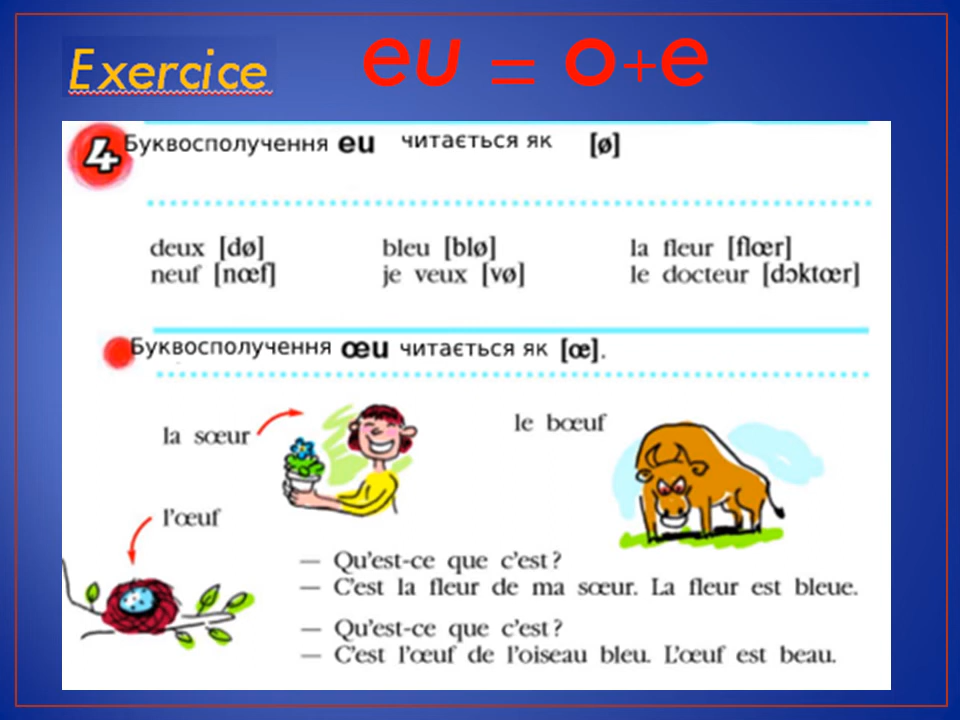 Exercice eu = o+e
4 Буквосполучення eu читається як [ø]
deux [dø] bleu [blø] la fleur [flœr]
neuf [nœf] je veux [vø] le docteur [dɔktœr]
Буквосполучення œu читається як [œ].
la sœur le bœuf
l'œuf
— Qu'est-ce que c'est ?
— C'est la fleur de ma sœur. La fleur est bleue.
— Qu'est-ce que c'est ?
— C'est l'œuf de l'oiseau bleu. L'œuf est beau.